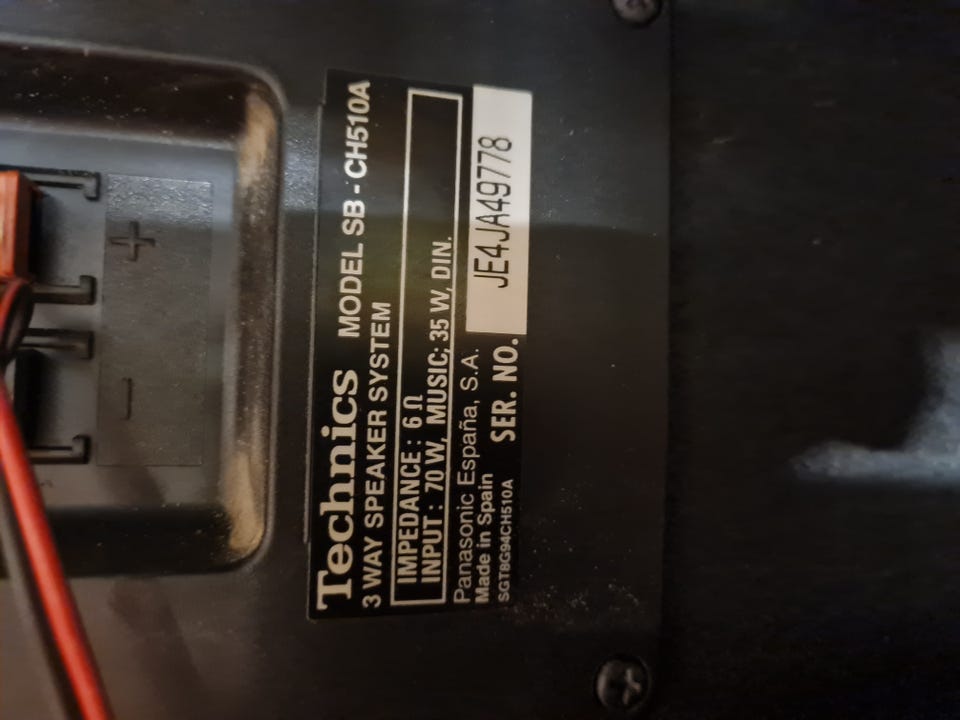 Technics MODEL SB-CH510A
3 WAY SPEAKER SYSTEM
IMPEDANCE : 6 Ω
INPUT : 70 W, MUSIC; 35 W, DIN.
Panasonic España, S.A.
Made in Spain SER. NO. JE4JA49778
SGT8G94CH510A
+
-